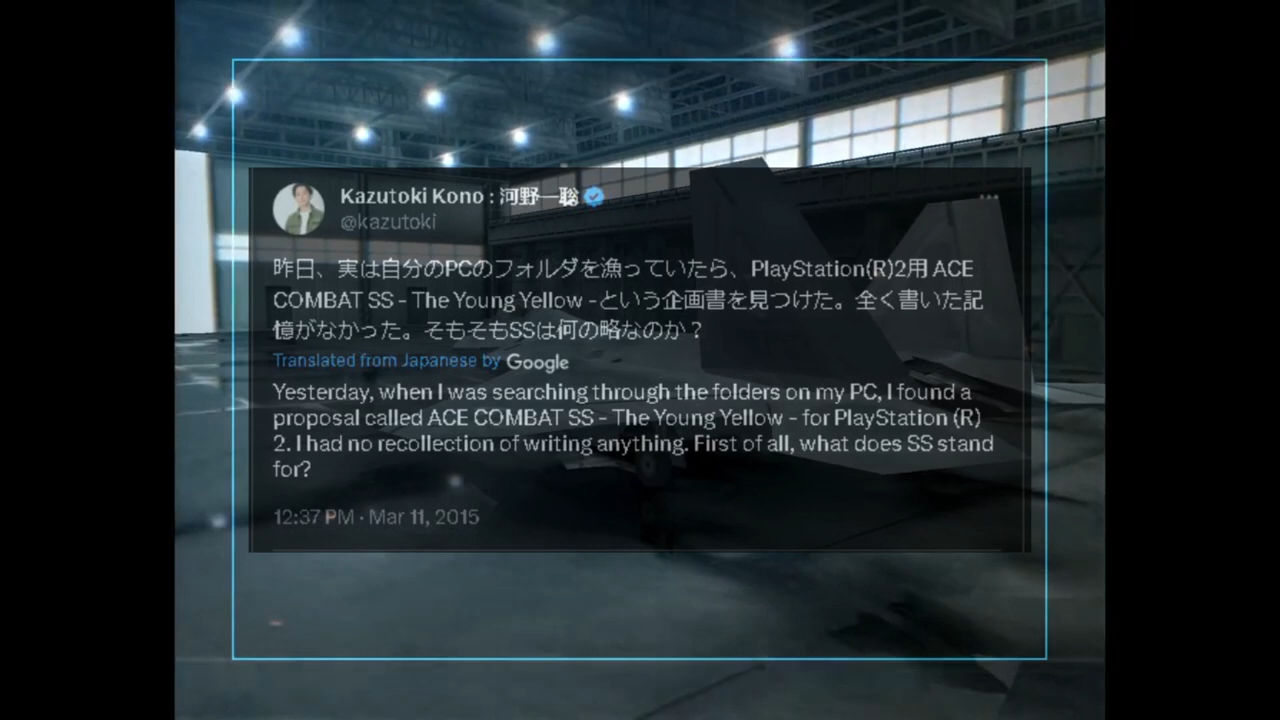 Kazutoki Kono : 河野一聡
@kazutoki
昨日、実は自分のPCのフォルダを漁っていたら、PlayStation(R)2用 ACE
COMBAT SS - The Young Yellow -という企画書を見つけた。全く書いた記
憶がなかった。そもそもSSは何の略なのか？
Translated from Japanese by Google
Yesterday, when I was searching through the folders on my PC, I found a
proposal called ACE COMBAT SS - The Young Yellow - for PlayStation (R)
2. I had no recollection of writing anything. First of all, what does SS stand
for?
12:37 PM · Mar 11, 2015